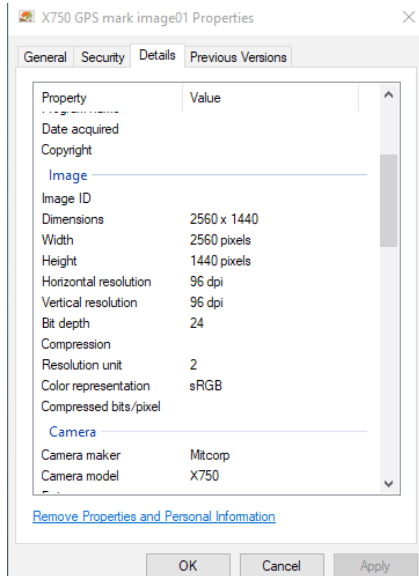 X750 GPS mark image01 Properties
General Security Details Previous Versions
Property Value
Date acquired
Copyright
Image
Image ID
Dimensions 2560 x 1440
Width 2560 pixels
Height 1440 pixels
Horizontal resolution 96 dpi
Vertical resolution 96 dpi
Bit depth 24
Compression
Resolution unit 2
Color representation sRGB
Compressed bits/pixel
Camera
Camera maker Mitcorp
Camera model X750
Remove Properties and Personal Information
OK Cancel Apply